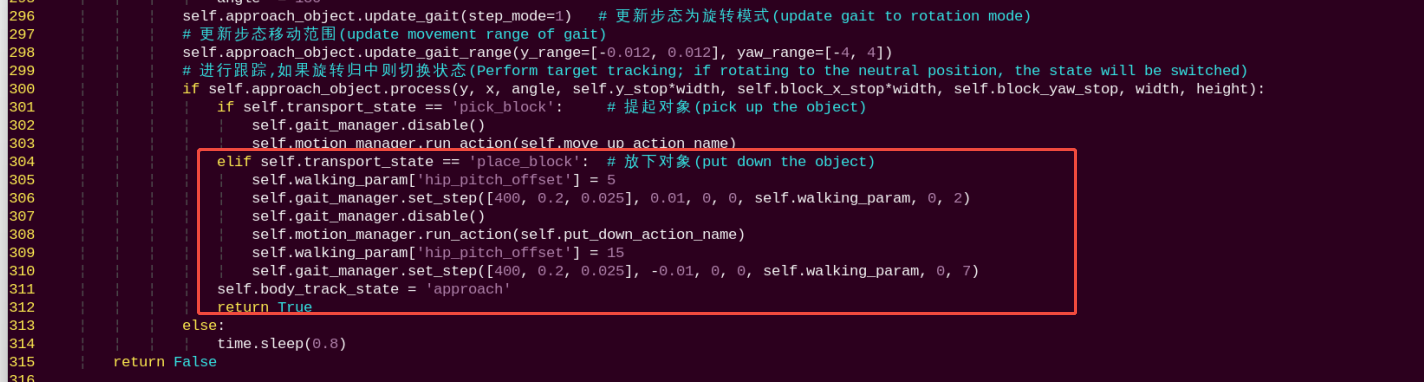 296 self.approach_object.update_gait(step_mode=1) # 更新步态为旋转模式(update gait to rotation mode)
297 # 更新步态移动范围(update movement range of gait)
298 self.approach_object.update_gait_range(y_range=[-0.012, 0.012], yaw_range=[-4, 4])
299 # 进行跟踪,如果旋转归中则切换状态(Perform target tracking; if rotating to the neutral position, the state will be switched)
300 if self.approach_object.process(y, x, angle, self.y_stop*width, self.block_x_stop*width, self.block_yaw_stop, width, height):
301 if self.transport_state == 'pick_block': # 提起对象(pick up the object)
302 self.gait_manager.disable()
303 self.motion_manager.run_action(self.move_up_action_name)
304 elif self.transport_state == 'place_block': # 放下对象(put down the object)
305 self.walking_param['hip_pitch_offset'] = 5
306 self.gait_manager.set_step([400, 0.2, 0.025], 0.01, 0, 0, self.walking_param, 0, 2)
307 self.gait_manager.disable()
308 self.motion_manager.run_action(self.put_down_action_name)
309 self.walking_param['hip_pitch_offset'] = 15
310 self.gait_manager.set_step([400, 0.2, 0.025], -0.01, 0, 0, self.walking_param, 0, 7)
311 self.body_track_state = 'approach'
312 return True
313 else:
314 time.sleep(0.8)
315 return False
316